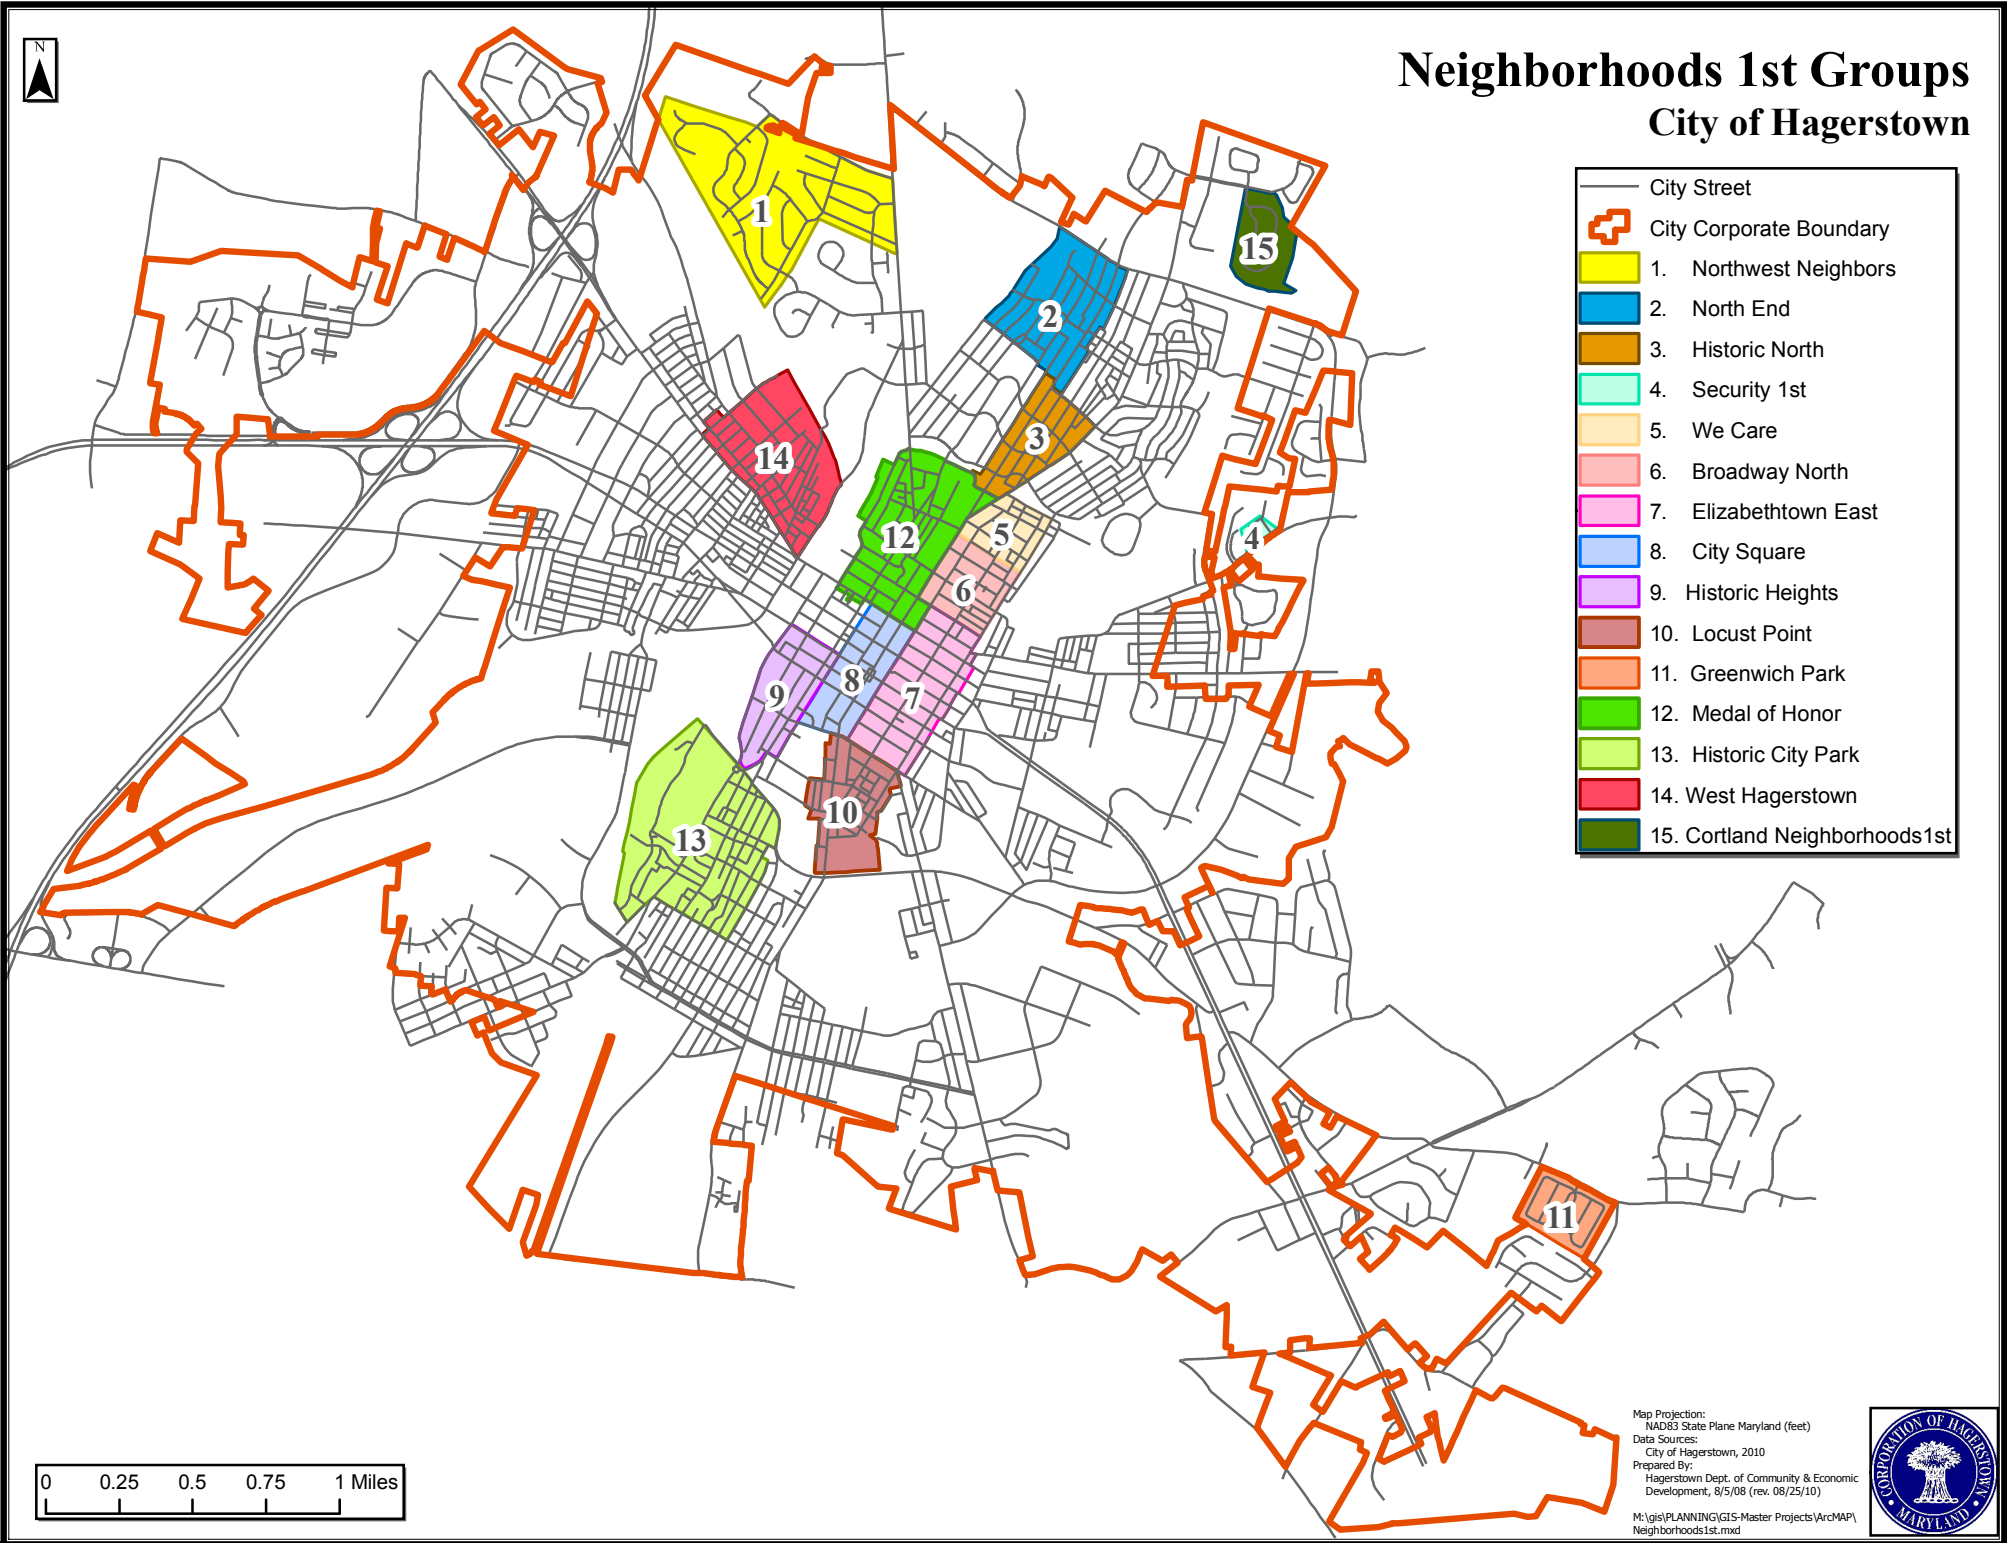 N
Neighborhoods 1st Groups
City of Hagerstown
City Street
City Corporate Boundary
1. Northwest Neighbors
2. North End
3. Historic North
4. Security 1st
5. We Care
6. Broadway North
7. Elizabethtown East
8. City Square
9. Historic Heights
10. Locust Point
11. Greenwich Park
12. Medal of Honor
13. Historic City Park
14. West Hagerstown
15. Cortland Neighborhoods1st
1
15
2
3
14
12
5
4
6
8
9
7
10
13
11
0 0.25 0.5 0.75 1 Miles
Map Projection:
NAD83 State Plane Maryland (feet)
Data Sources:
City of Hagerstown, 2010
Prepared By:
Hagerstown Dept. of Community & Economic
Development, 8/5/08 (rev. 08/25/10)
M:\gis\PLANNING\GIS-Master Projects\ArcMAP\
Neighborhoods1st.mxd
CORPORATION OF HAGERSTOWN
MARYLAND